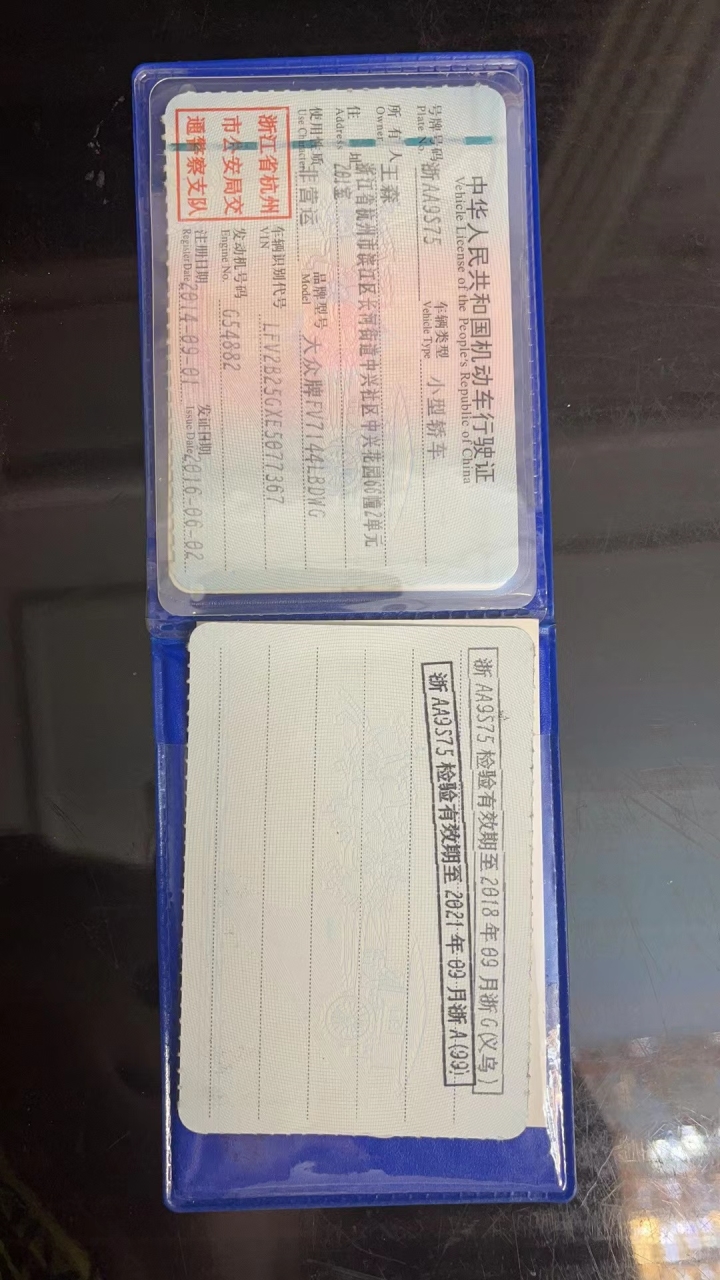 中华人民共和国机动车行驶证
Vehicle License of the People's Republic of China
号牌号码 浙AA9S75 车辆类型 小型轿车
Plate No. Vehicle Type
所有人 王森
Owner
住址 浙江省杭州市滨江区长河街道中兴社区中兴花园66幢2单元
Address 201室
使用性质 非营运 品牌型号 大众牌FV7144LBDWG
Use Character Model
浙江省杭州
市公安局交
通警察支队
车辆识别代号 LFV2B25GXE5077367
VIN
发动机号码 G54882
Engine No.
注册日期 2014-09-01 发证日期 2016-06-02
Register Date Issue Date
浙AA9S75 检验有效期至2018年09月浙G(义乌)
浙AA9S75 检验有效期至2021年09月浙A(99)